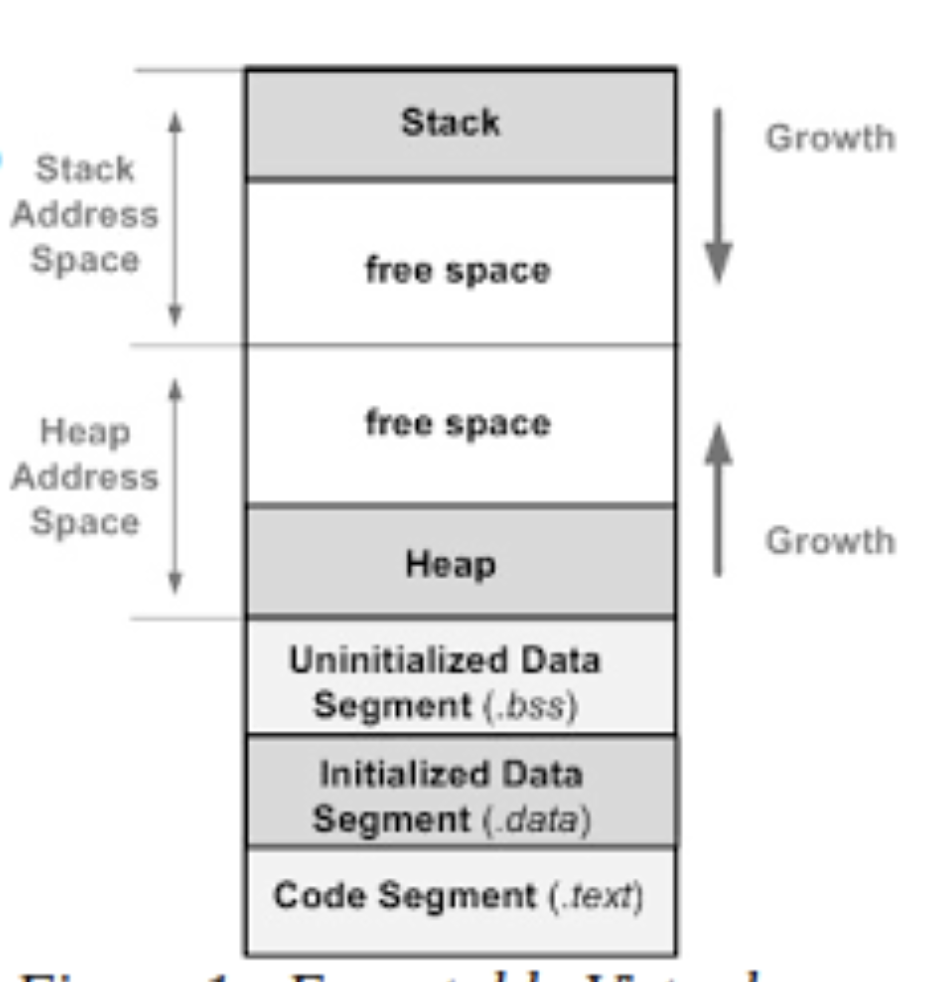 Stack
Growth
Stack
Address
Space
free space
free space
Heap
Address
Space
Heap
Growth
Uninitialized Data
Segment (.bss)
Initialized Data
Segment (.data)
Code Segment (.text)